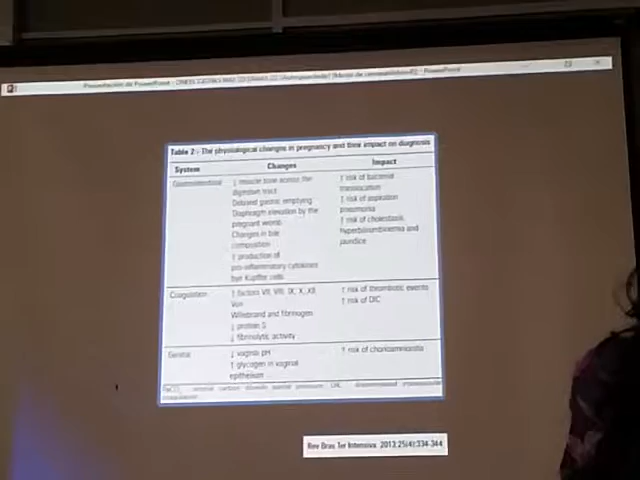 Presentación de PowerPoint
PowerPoint
Table 2 - The physiological changes in pregnancy and their impact on diagnosis
System Changes Impact
Gastrointestinal ↓ muscle tone across the ↑ risk of bacterial
digestive tract translocation
Delayed gastric emptying ↑ risk of aspiration
Diaphragm elevation by the pneumonia
pregnant womb ↑ risk of cholestasis,
Changes in bile hyperbilirubinemia and
composition jaundice
↑ production of
pro-inflammatory cytokines
Kupffer cells
Coagulation ↑ factors VII, VIII, IX, X, XII ↑ risk of thrombotic events
Von ↑ risk of DIC
Willebrand and fibrinogen
↓ protein S
↓ fibrinolytic activity
Genital ↓ vaginal pH ↑ risk of chorioamnionitis
↑ glycogen in vaginal
epithelium
Rev Bras Ter Intensiva. 2013;25(4):334-344